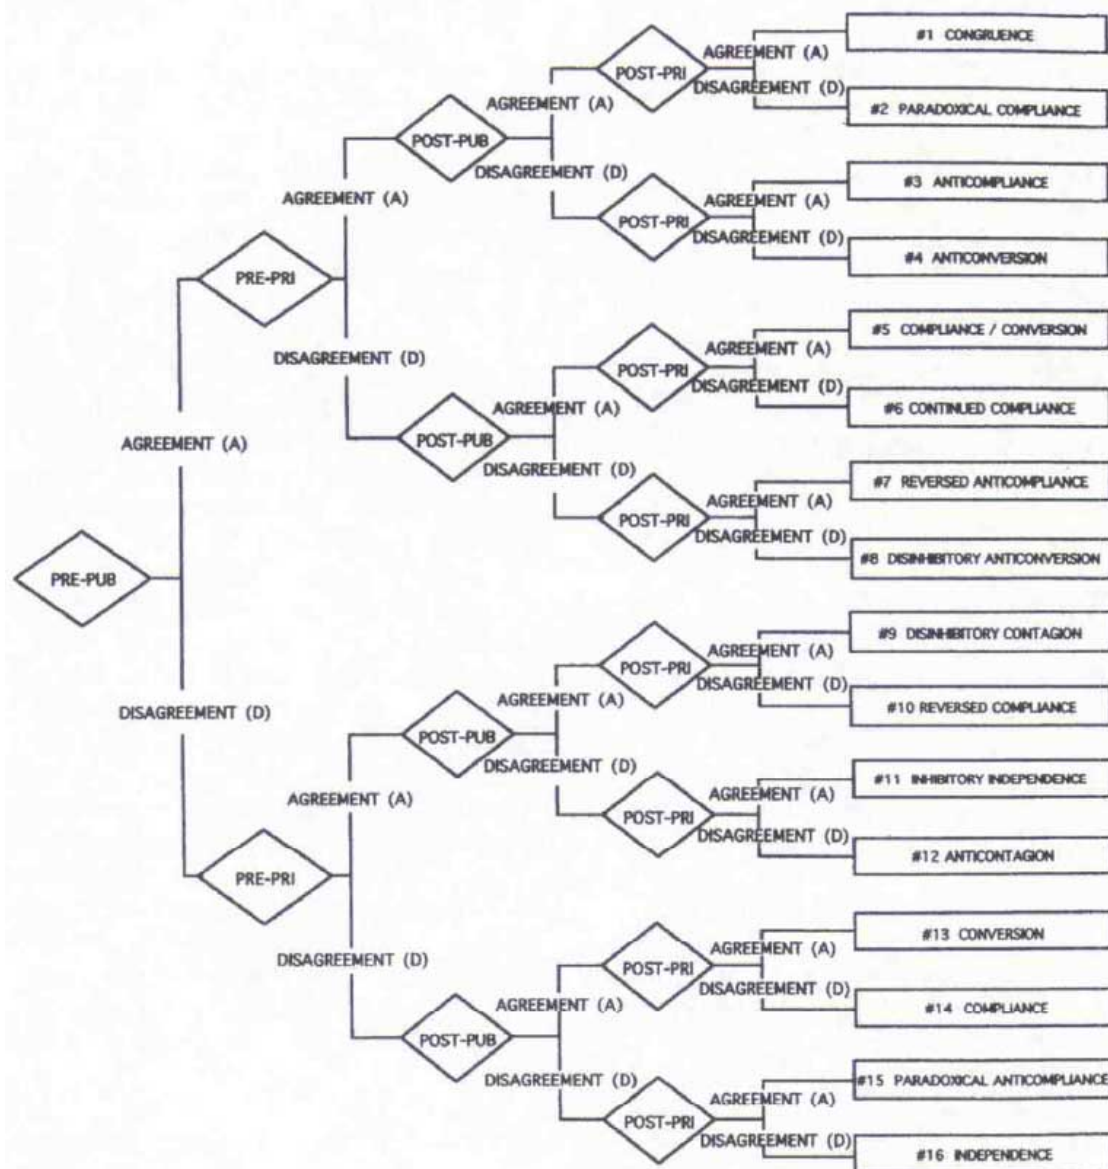 #1 CONGRUENCE
AGREEMENT (A)
POST-PRI
DISAGREEMENT (D)
AGREEMENT (A)
#2 PARADOXICAL COMPLIANCE
POST-PUB
DISAGREEMENT (D)
#3 ANTICOMPLIANCE
AGREEMENT (A)
AGREEMENT (A)
POST-PRI
DISAGREEMENT (D)
#4 ANTICONVERSION
PRE-PRI
#5 COMPLIANCE / CONVERSION
AGREEMENT (A)
DISAGREEMENT (D)
POST-PRI
DISAGREEMENT (D)
AGREEMENT (A)
#6 CONTINUED COMPLIANCE
POST-PUB
AGREEMENT (A)
DISAGREEMENT (D)
#7 REVERSED ANTICOMPLIANCE
AGREEMENT (A)
POST-PRI
DISAGREEMENT (D)
#8 DISINHIBITORY ANTICONVERSION
PRE-PUB
#9 DISINHIBITORY CONTAGION
AGREEMENT (A)
POST-PRI
DISAGREEMENT (D)
AGREEMENT (A)
#10 REVERSED COMPLIANCE
DISAGREEMENT (D)
POST-PUB
DISAGREEMENT (D)
#11 INHIBITORY INDEPENDENCE
AGREEMENT (A)
AGREEMENT (A)
POST-PRI
DISAGREEMENT (D)
#12 ANTICONTAGION
PRE-PRI
#13 CONVERSION
AGREEMENT (A)
DISAGREEMENT (D)
POST-PRI
DISAGREEMENT (D)
AGREEMENT (A)
#14 COMPLIANCE
POST-PUB
DISAGREEMENT (D)
#15 PARADOXICAL ANTICOMPLIANCE
AGREEMENT (A)
POST-PRI
DISAGREEMENT (D)
#16 INDEPENDENCE